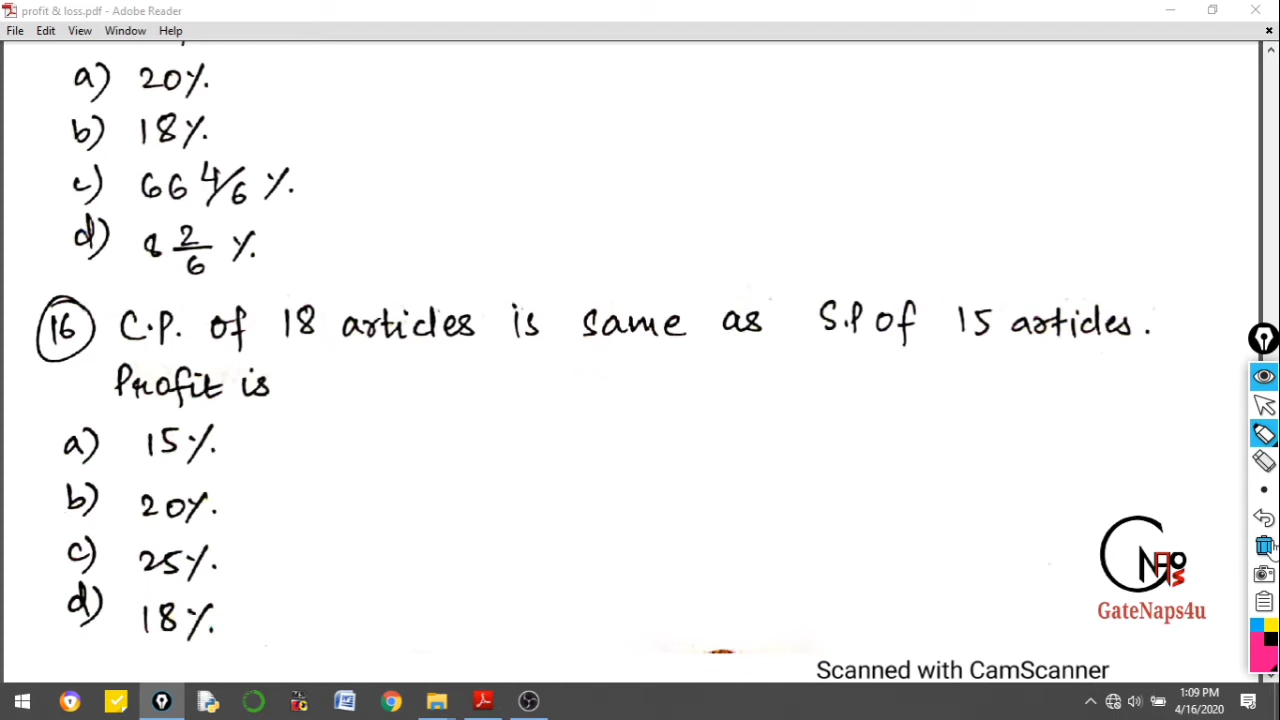 profit & loss.pdf - Adobe Reader
File Edit View Window Help
a) 20%.
b) 18%.
c) 66 4/6 %.
d) 8 2/6 %.
16 C.P. of 18 articles is same as S.P of 15 articles.
Profit is
a) 15%.
b) 20%.
c) 25%.
d) 18%.
GateNaps4u
Scanned with CamScanner
1:09 PM
4/16/2020